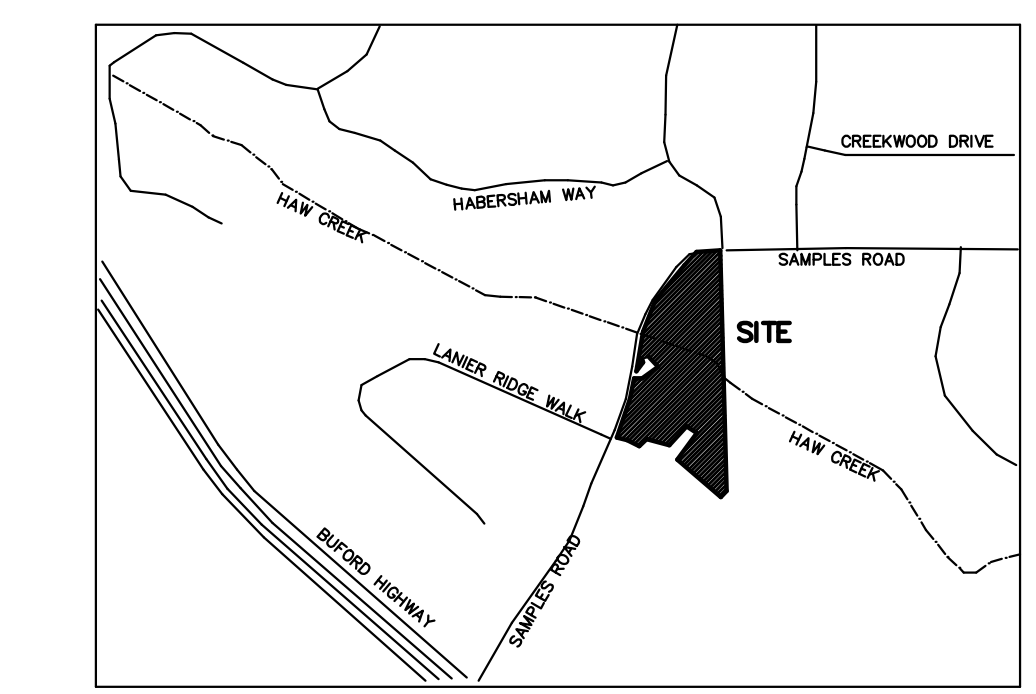 CREEKWOOD DRIVE
HABERSHAM WAY
HAW CREEK
SAMPLES ROAD
SITE
LANIER RIDGE WALK
HAW CREEK
BUFORD HIGHWAY
SAMPLES ROAD